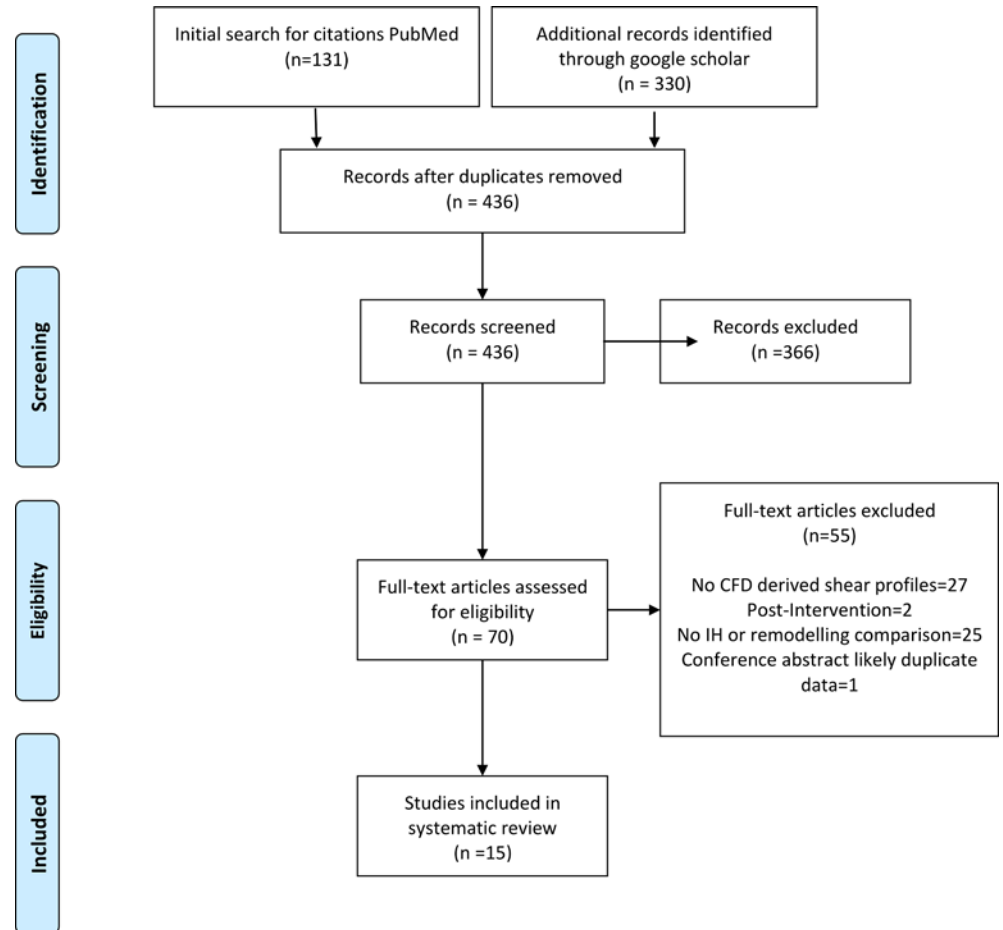 Identification
Initial search for citations PubMed
(n=131)
Additional records identified
through google scholar
(n = 330)
Records after duplicates removed
(n = 436)
Screening
Records screened
(n = 436)
Records excluded
(n =366)
Eligibility
Full-text articles assessed
for eligibility
(n = 70)
Full-text articles excluded
(n=55)
No CFD derived shear profiles=27
Post-Intervention=2
No IH or remodelling comparison=25
Conference abstract likely duplicate
data=1
Included
Studies included in
systematic review
(n =15)